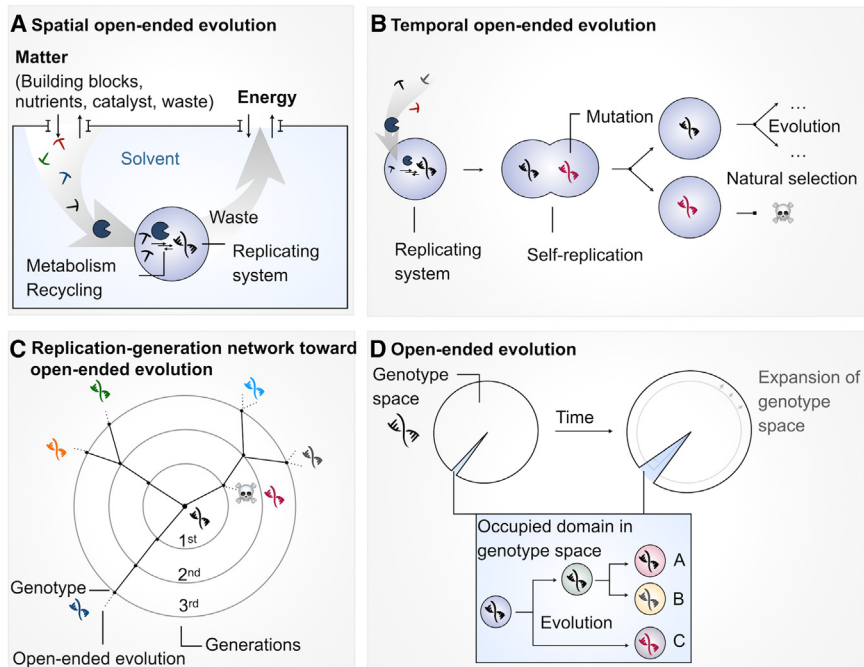 A Spatial open-ended evolution
Matter
(Building blocks,
nutrients, catalyst, waste)
Energy
Solvent
Waste
Metabolism
Recycling
Replicating
system
B Temporal open-ended evolution
Mutation
...
Evolution
...
Natural selection
Replicating
system
Self-replication
C Replication-generation network toward
open-ended evolution
1st
2nd
3rd
Genotype
Generations
Open-ended evolution
D Open-ended evolution
Genotype
space
Time
Expansion of
genotype
space
Occupied domain in
genotype space
A
B
Evolution
C